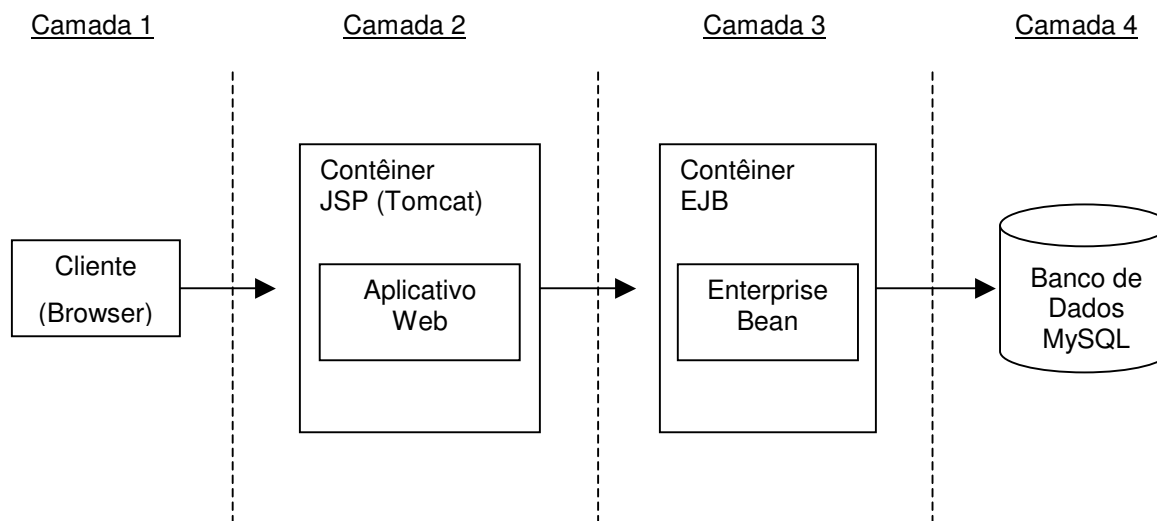 Camada 1
Camada 2
Camada 3
Camada 4
Contêiner
JSP (Tomcat)
Contêiner
EJB
Cliente
(Browser)
Aplicativo
Web
Enterprise
Bean
Banco de
Dados
MySQL